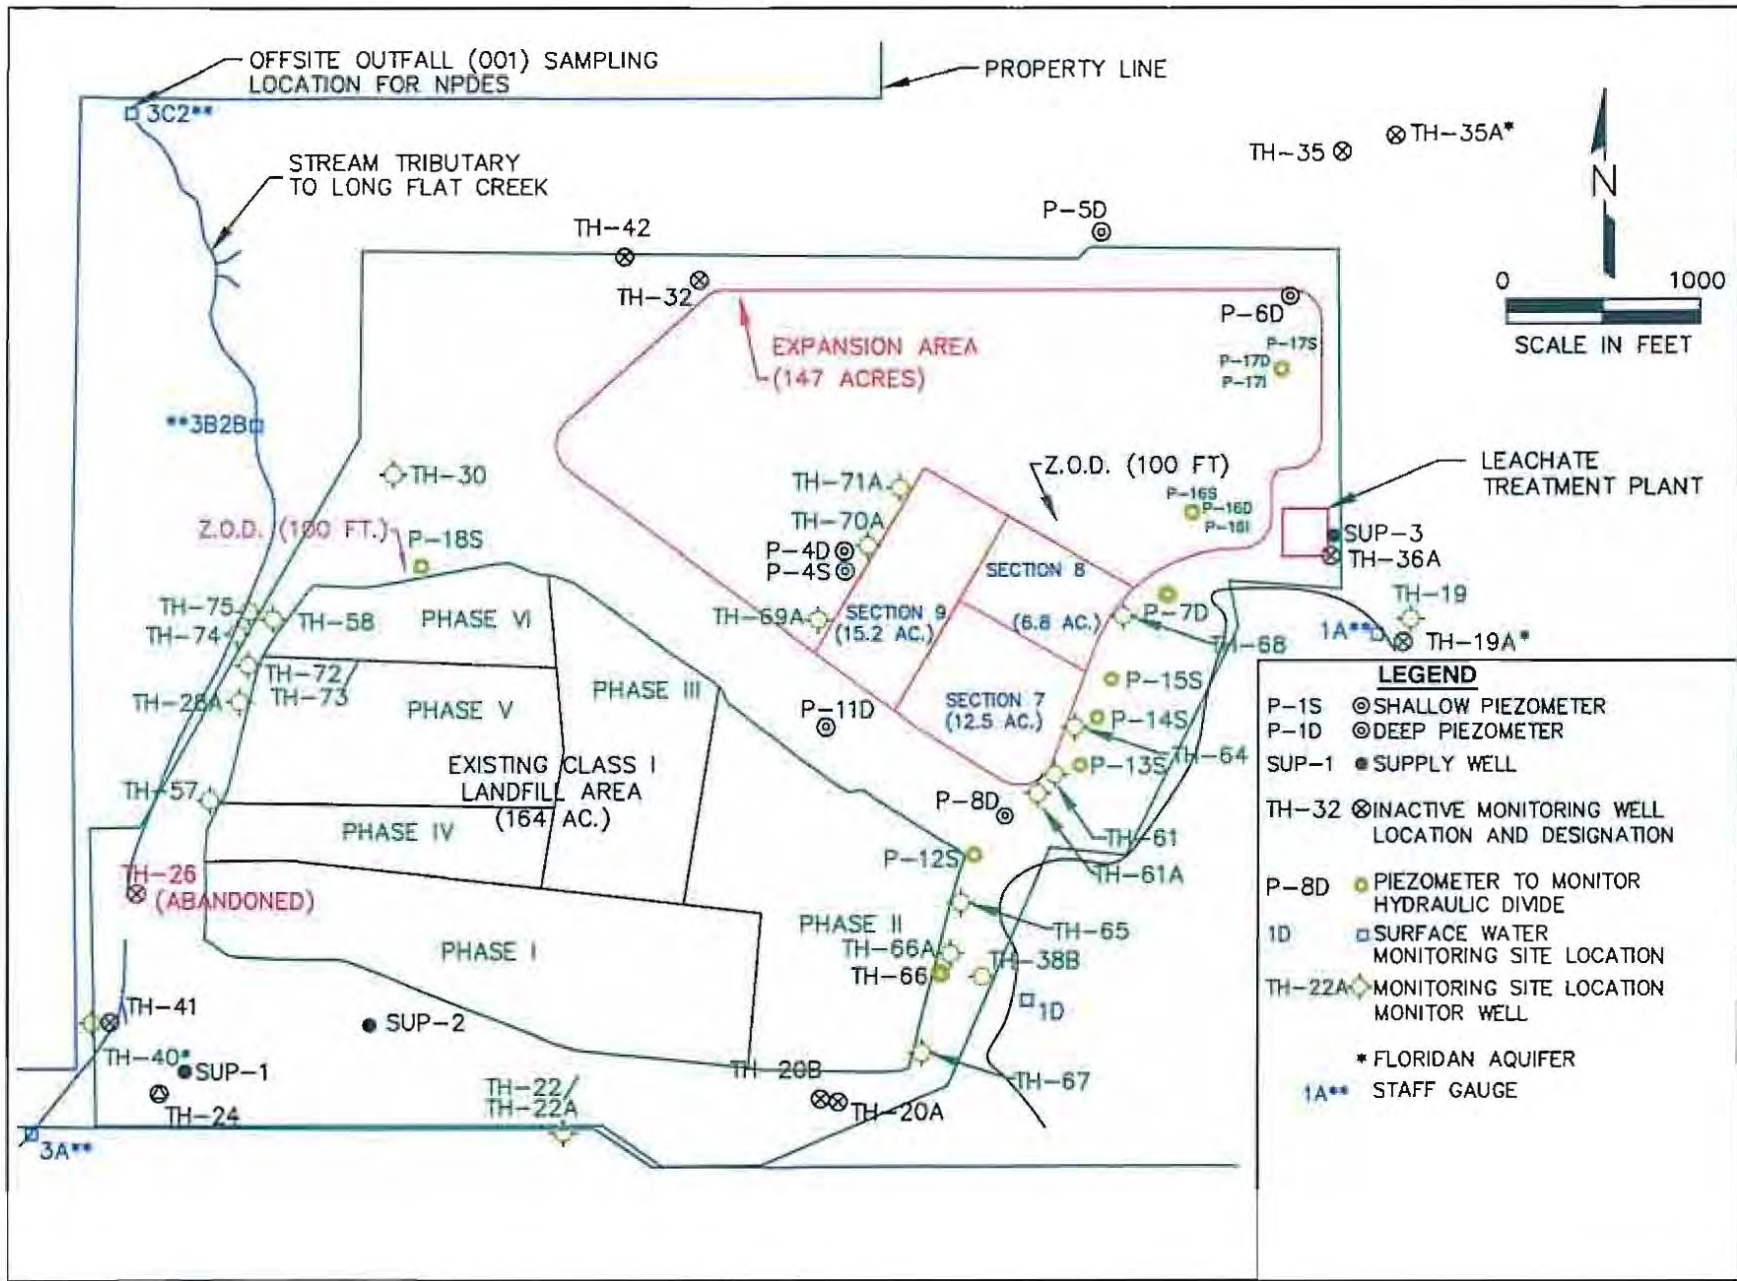 OFFSITE OUTFALL (001) SAMPLING
LOCATION FOR NPDES
PROPERTY LINE
3C2**
TH-35A*
TH-35
STREAM TRIBUTARY
TO LONG FLAT CREEK
N
P-5D
TH-42
0 1000
SCALE IN FEET
TH-32
P-6D
EXPANSION AREA
(147 ACRES)
P-17S
P-17D
P-17I
**3B2B
TH-30
Z.O.D. (100 FT)
LEACHATE
TREATMENT PLANT
TH-71A
P-16S
P-16D
P-16I
TH-70A
Z.O.D. (100 FT.)
P-18S
P-4D
P-4S
SUP-3
TH-36A
SECTION 8
(6.8 AC.)
TH-75
TH-74
TH-58
PHASE VI
TH-69A
SECTION 9
(15.2 AC.)
P-7D
TH-68
TH-19
1A**
TH-19A*
TH-72/
TH-73
TH-28A
PHASE III
PHASE V
P-15S
SECTION 7
(12.5 AC.)
P-11D
P-14S
TH-64
P-13S
EXISTING CLASS I
LANDFILL AREA
(164 AC.)
TH-57
PHASE IV
P-8D
TH-61
P-12S
TH-61A
TH-26
(ABANDONED)
PHASE II
TH-65
PHASE I
TH-66A
TH-66
TH-38B
1D
TH-41
SUP-2
TH-40*
SUP-1
TH-24
TH-22/
TH-22A
TH-20B
TH-20A
TH-67
3A**
LEGEND
P-1S SHALLOW PIEZOMETER
P-1D DEEP PIEZOMETER
SUP-1 SUPPLY WELL
TH-32 INACTIVE MONITORING WELL
LOCATION AND DESIGNATION
P-8D PIEZOMETER TO MONITOR
HYDRAULIC DIVIDE
1D SURFACE WATER
MONITORING SITE LOCATION
TH-22A MONITORING SITE LOCATION
MONITOR WELL
* FLORIDAN AQUIFER
1A** STAFF GAUGE